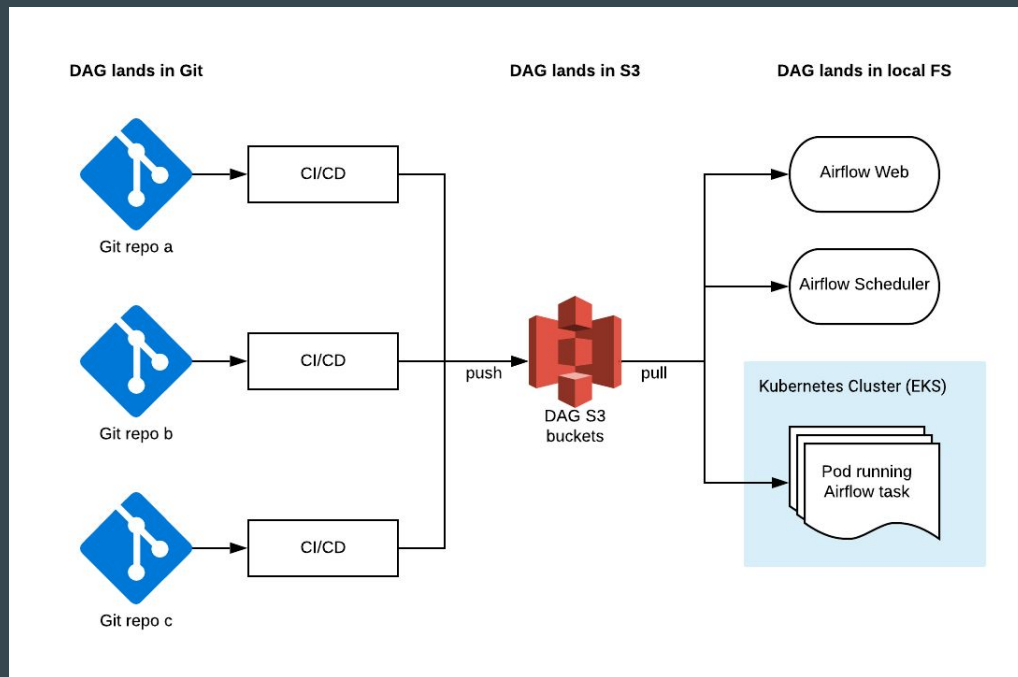 DAG lands in Git
DAG lands in S3
DAG lands in local FS
CI/CD
Git repo a
CI/CD
Git repo b
CI/CD
Git repo c
push
DAG S3
buckets
pull
Airflow Web
Airflow Scheduler
Kubernetes Cluster (EKS)
Pod running
Airflow task